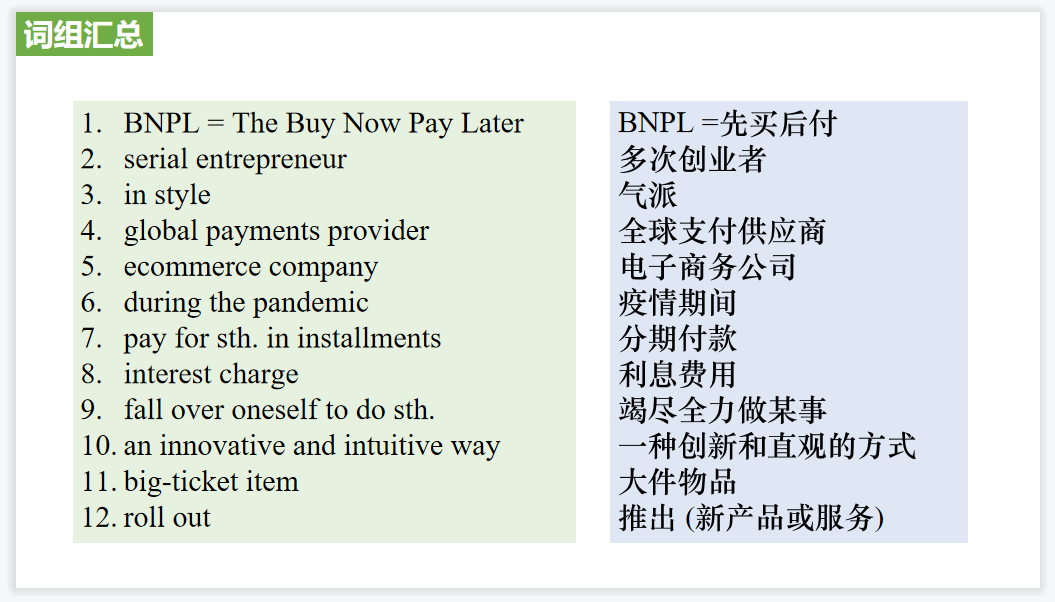 词组汇总
1. BNPL = The Buy Now Pay Later
2. serial entrepreneur
3. in style
4. global payments provider
5. ecommerce company
6. during the pandemic
7. pay for sth. in installments
8. interest charge
9. fall over oneself to do sth.
10. an innovative and intuitive way
11. big-ticket item
12. roll out
BNPL =先买后付
多次创业者
气派
全球支付供应商
电子商务公司
疫情期间
分期付款
利息费用
竭尽全力做某事
一种创新和直观的方式
大件物品
推出 (新产品或服务)